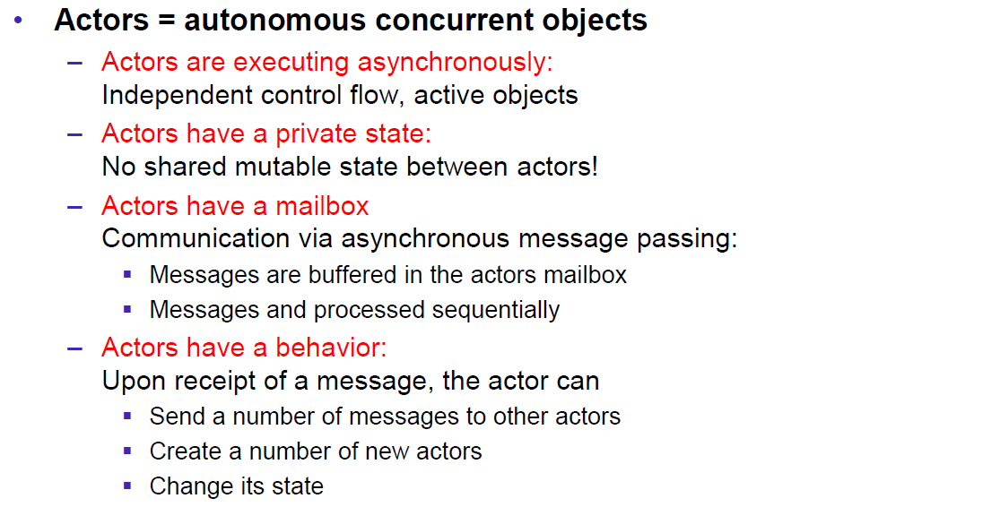 • Actors = autonomous concurrent objects
– Actors are executing asynchronously:
Independent control flow, active objects
– Actors have a private state:
No shared mutable state between actors!
– Actors have a mailbox
Communication via asynchronous message passing:
▪ Messages are buffered in the actors mailbox
▪ Messages and processed sequentially
– Actors have a behavior:
Upon receipt of a message, the actor can
▪ Send a number of messages to other actors
▪ Create a number of new actors
▪ Change its state